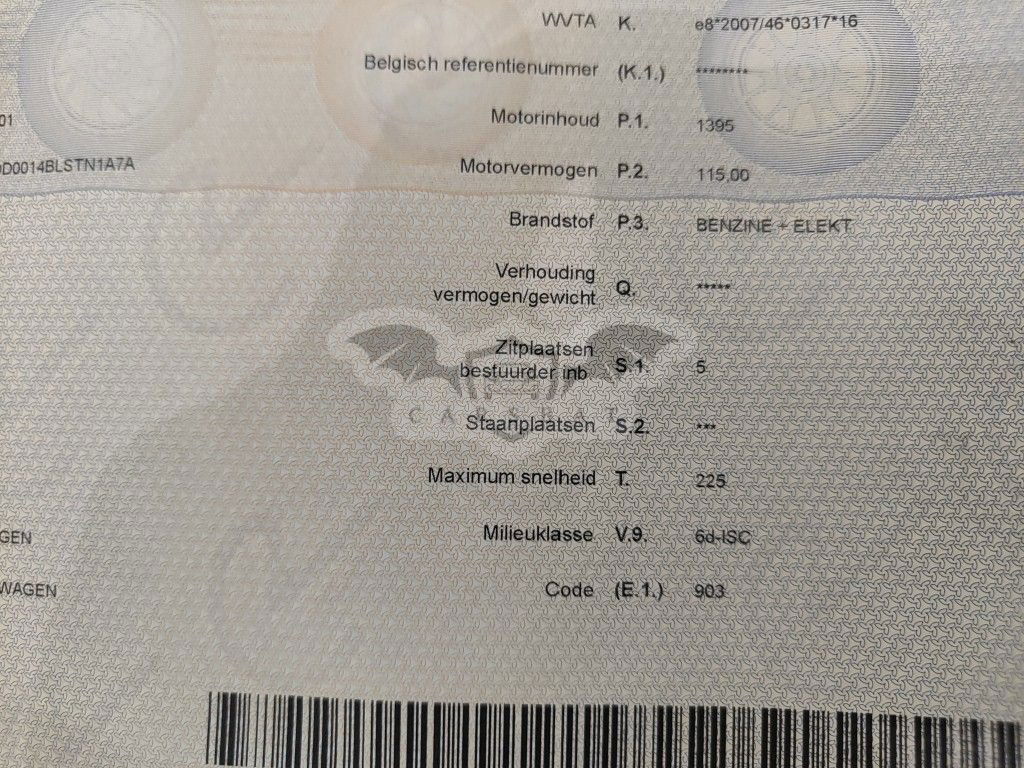 WVTA K. e8*2007/46*0317*16
Belgisch referentienummer (K.1.) ********
01 Motorinhoud P.1. 1395
D0014BLSTN1A7A Motorvermogen P.2. 115,00
Brandstof P.3. BENZINE + ELEKT
Verhouding
vermogen/gewicht Q. *****
Zitplaatsen
bestuurder inb S.1. 5
CARSBAT
Staanplaatsen S.2. ***
Maximum snelheid T. 225
GEN Milieuklasse V.9. 6d-ISC
WAGEN Code (E.1.) 903